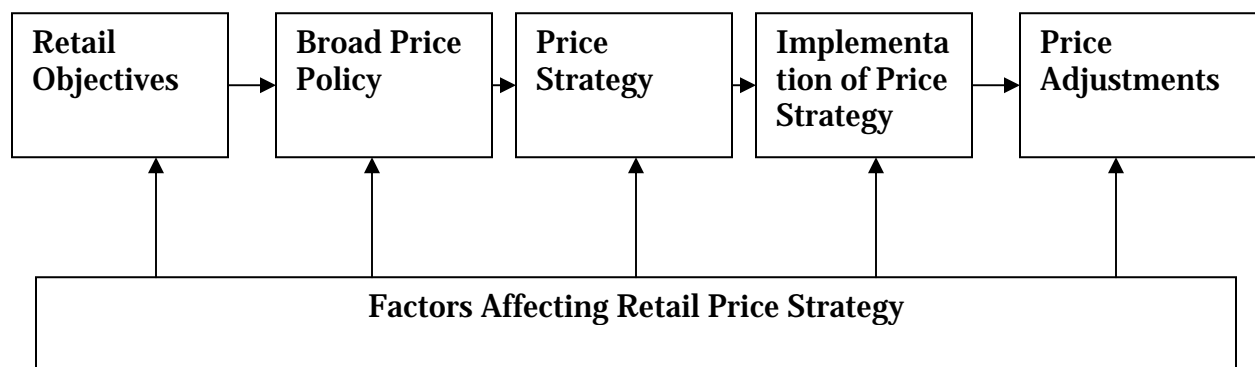 Retail
Objectives
Broad Price
Policy
Price
Strategy
Implementa
tion of Price
Strategy
Price
Adjustments
Factors Affecting Retail Price Strategy